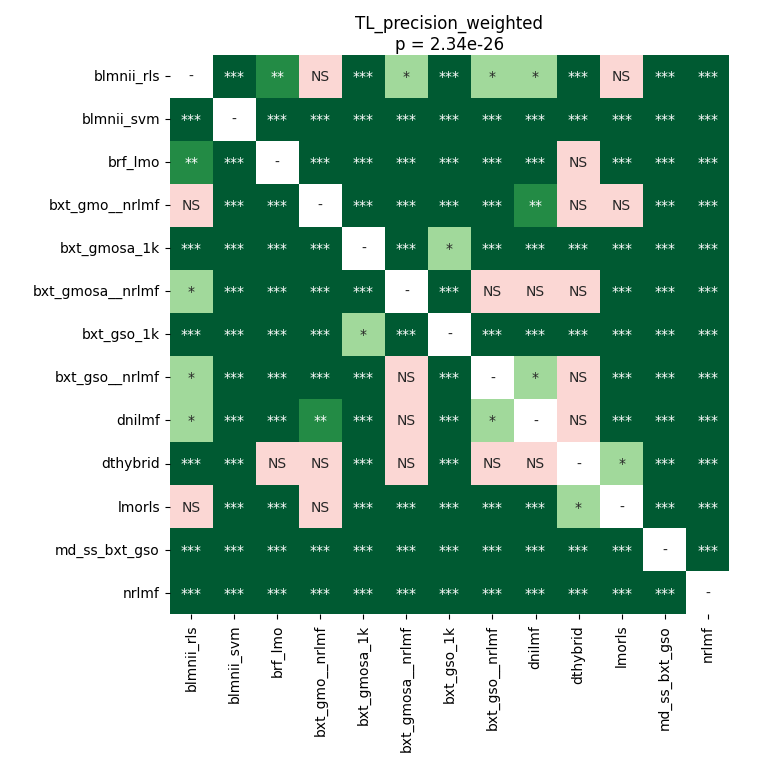 TL_precision_weighted
p = 2.34e-26
blmnii_rls - *** ** NS *** * *** * * *** NS *** ***
blmnii_svm *** - *** *** *** *** *** *** *** *** *** *** ***
brf_lmo ** *** - *** *** *** *** *** *** NS *** *** ***
bxt_gmo__nrlmf NS *** *** - *** *** *** *** ** NS NS *** ***
bxt_gmosa_1k *** *** *** *** - *** * *** *** *** *** *** ***
bxt_gmosa__nrlmf * *** *** *** *** - *** NS NS NS *** *** ***
bxt_gso_1k *** *** *** *** * *** - *** *** *** *** *** ***
bxt_gso__nrlmf * *** *** *** *** NS *** - * NS *** *** ***
dnilmf * *** *** ** *** NS *** * - NS *** *** ***
dthybrid *** *** NS NS *** NS *** NS NS - * *** ***
lmorls NS *** *** NS *** *** *** *** *** * - *** ***
md_ss_bxt_gso *** *** *** *** *** *** *** *** *** *** *** - ***
nrlmf *** *** *** *** *** *** *** *** *** *** *** *** -
blmnii_rls
blmnii_svm
brf_lmo
bxt_gmo__nrlmf
bxt_gmosa_1k
bxt_gmosa__nrlmf
bxt_gso_1k
bxt_gso__nrlmf
dnilmf
dthybrid
lmorls
md_ss_bxt_gso
nrlmf